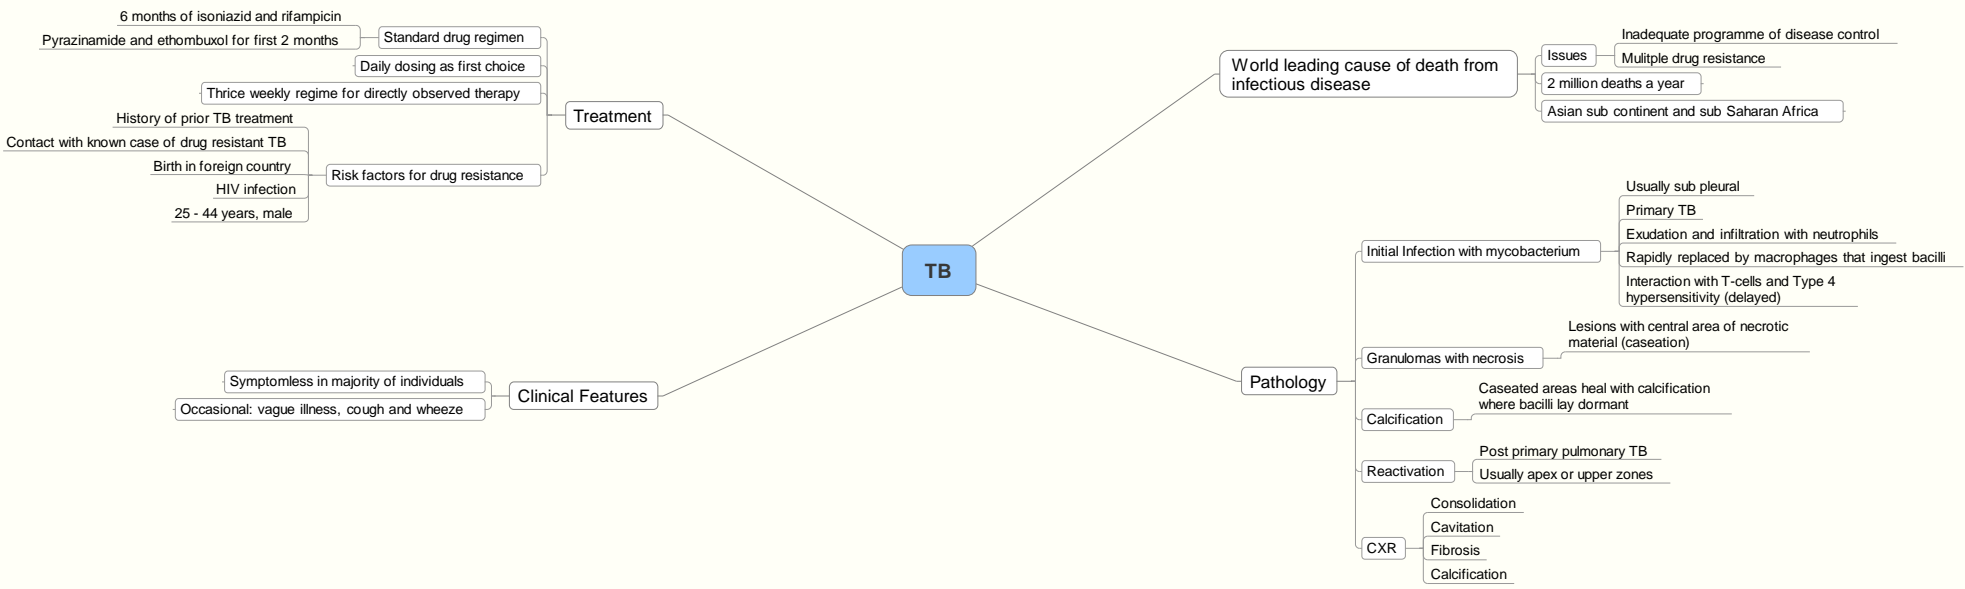 TB
Treatment
Standard drug regimen
6 months of isoniazid and rifampicin
Pyrazinamide and ethombuxol for first 2 months
Daily dosing as first choice
Thrice weekly regime for directly observed therapy
Risk factors for drug resistance
History of prior TB treatment
Contact with known case of drug resistant TB
Birth in foreign country
HIV infection
25 - 44 years, male
Clinical Features
Symptomless in majority of individuals
Occasional: vague illness, cough and wheeze
World leading cause of death from
infectious disease
Issues
Inadequate programme of disease control
Mulitple drug resistance
2 million deaths a year
Asian sub continent and sub Saharan Africa
Pathology
Initial Infection with mycobacterium
Usually sub pleural
Primary TB
Exudation and infiltration with neutrophils
Rapidly replaced by macrophages that ingest bacilli
Interaction with T-cells and Type 4
hypersensitivity (delayed)
Granulomas with necrosis
Lesions with central area of necrotic
material (caseation)
Calcification
Caseated areas heal with calcification
where bacilli lay dormant
Reactivation
Post primary pulmonary TB
Usually apex or upper zones
CXR
Consolidation
Cavitation
Fibrosis
Calcification